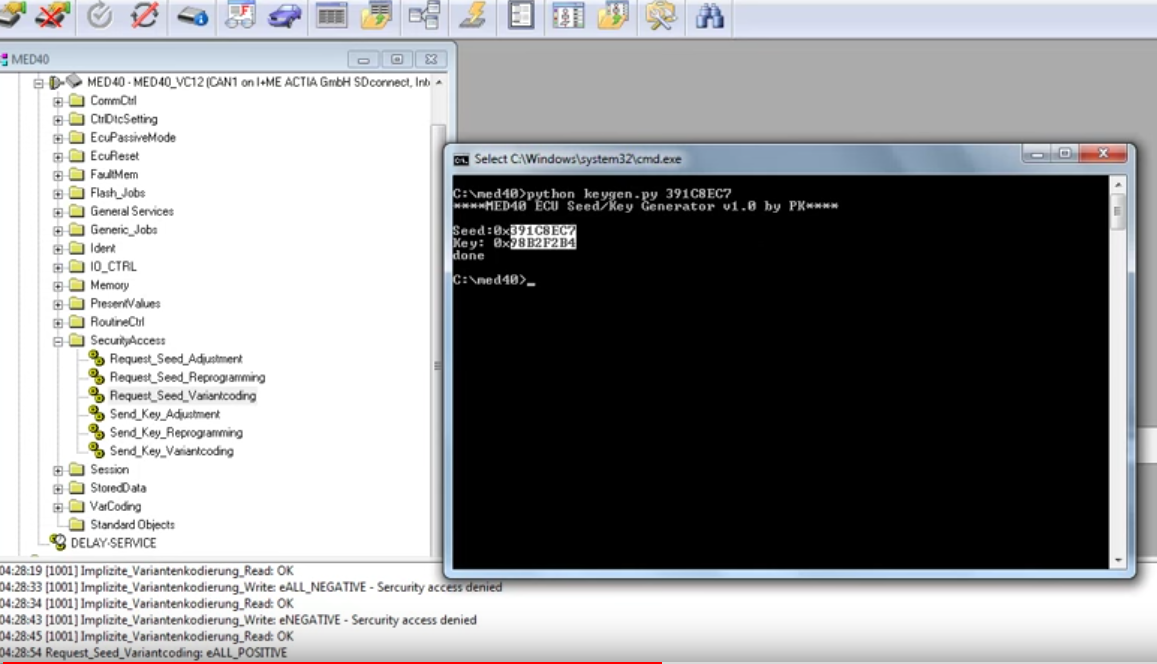 MED40
MED40 - MED40_VC12 (CAN1 on I+ME ACTIA GmbH SDconnect, Inte
CommCtrl
CtrlDtcSetting
EcuPassiveMode
EcuReset
FaultMem
Flash_Jobs
General Services
Generic_Jobs
Ident
IO_CTRL
Memory
PresentValues
RoutineCtrl
SecurityAccess
Request_Seed_Adjustment
Request_Seed_Reprogramming
Request_Seed_Variantcoding
Send_Key_Adjustment
Send_Key_Reprogramming
Send_Key_Variantcoding
Session
StoredData
VarCoding
Standard Objects
DELAY-SERVICE
Select C:\Windows\system32\cmd.exe
C:\med40>python keygen.py 391C8EC7
****MED40 ECU Seed/Key Generator v1.0 by PK****
Seed:0x391C8EC7
Key: 0x98B2F2B4
done
C:\med40>_
04:28:19 [1001] Implizite_Variantenkodierung_Read: OK
04:28:33 [1001] Implizite_Variantenkodierung_Write: eALL_NEGATIVE - Sercurity access denied
04:28:34 [1001] Implizite_Variantenkodierung_Read: OK
04:28:43 [1001] Implizite_Variantenkodierung_Write: eNEGATIVE - Sercurity access denied
04:28:45 [1001] Implizite_Variantenkodierung_Read: OK
04:28:54 Request_Seed_Variantcoding: eALL_POSITIVE